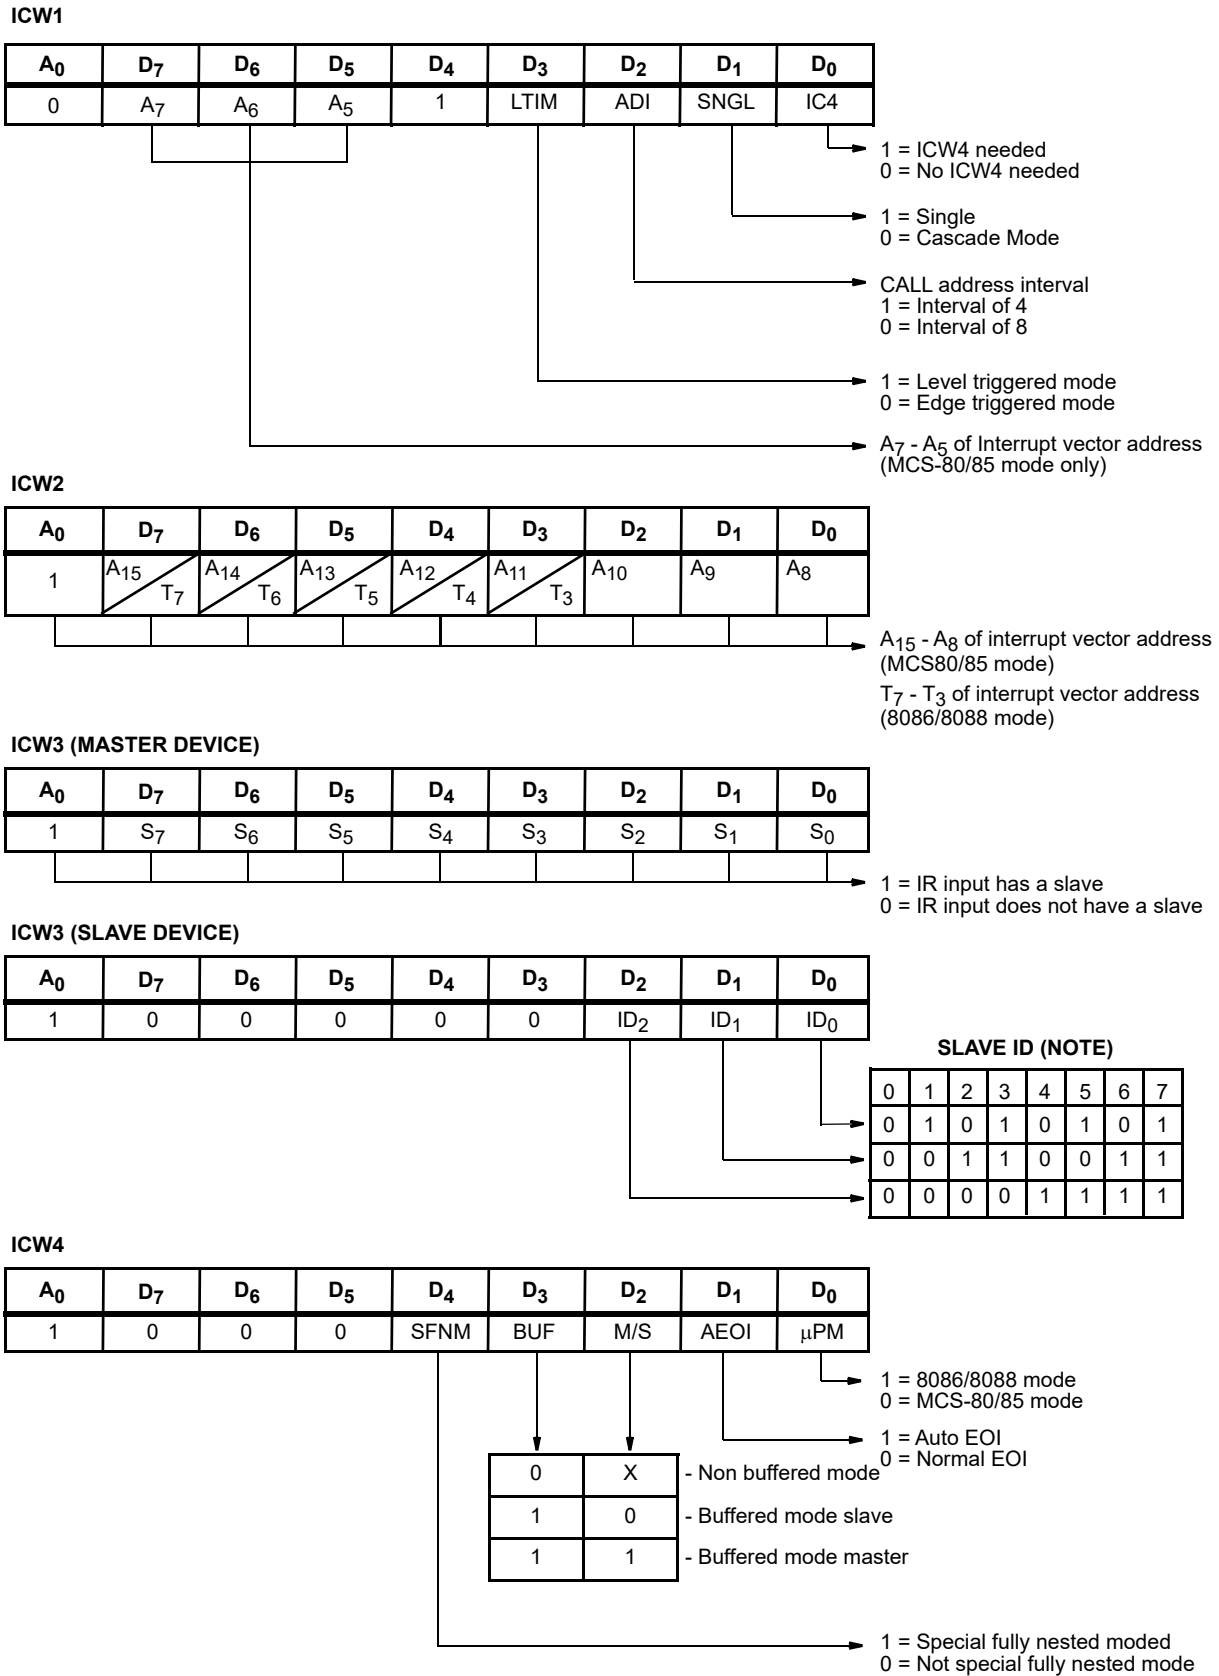 ICW1
A0 D7 D6 D5 D4 D3 D2 D1 D0
0 A7 A6 A5 1 LTIM ADI SNGL IC4
1 = ICW4 needed
0 = No ICW4 needed
1 = Single
0 = Cascade Mode
CALL address interval
1 = Interval of 4
0 = Interval of 8
1 = Level triggered mode
0 = Edge triggered mode
A7 - A5 of Interrupt vector address
(MCS-80/85 mode only)
ICW2
A0 D7 D6 D5 D4 D3 D2 D1 D0
1 A15 T7 A14 T6 A13 T5 A12 T4 A11 T3 A10 A9 A8
A15 - A8 of interrupt vector address
(MCS80/85 mode)
T7 - T3 of interrupt vector address
(8086/8088 mode)
ICW3 (MASTER DEVICE)
A0 D7 D6 D5 D4 D3 D2 D1 D0
1 S7 S6 S5 S4 S3 S2 S1 S0
1 = IR input has a slave
0 = IR input does not have a slave
ICW3 (SLAVE DEVICE)
A0 D7 D6 D5 D4 D3 D2 D1 D0
1 0 0 0 0 0 ID2 ID1 ID0
SLAVE ID (NOTE)
0 1 2 3 4 5 6 7
0 1 0 1 0 1 0 1
0 0 1 1 0 0 1 1
0 0 0 0 1 1 1 1
ICW4
A0 D7 D6 D5 D4 D3 D2 D1 D0
1 0 0 0 SFNM BUF M/S AEOI μPM
1 = 8086/8088 mode
0 = MCS-80/85 mode
1 = Auto EOI
0 = Normal EOI
0 X - Non buffered mode
1 0 - Buffered mode slave
1 1 - Buffered mode master
1 = Special fully nested moded
0 = Not special fully nested mode